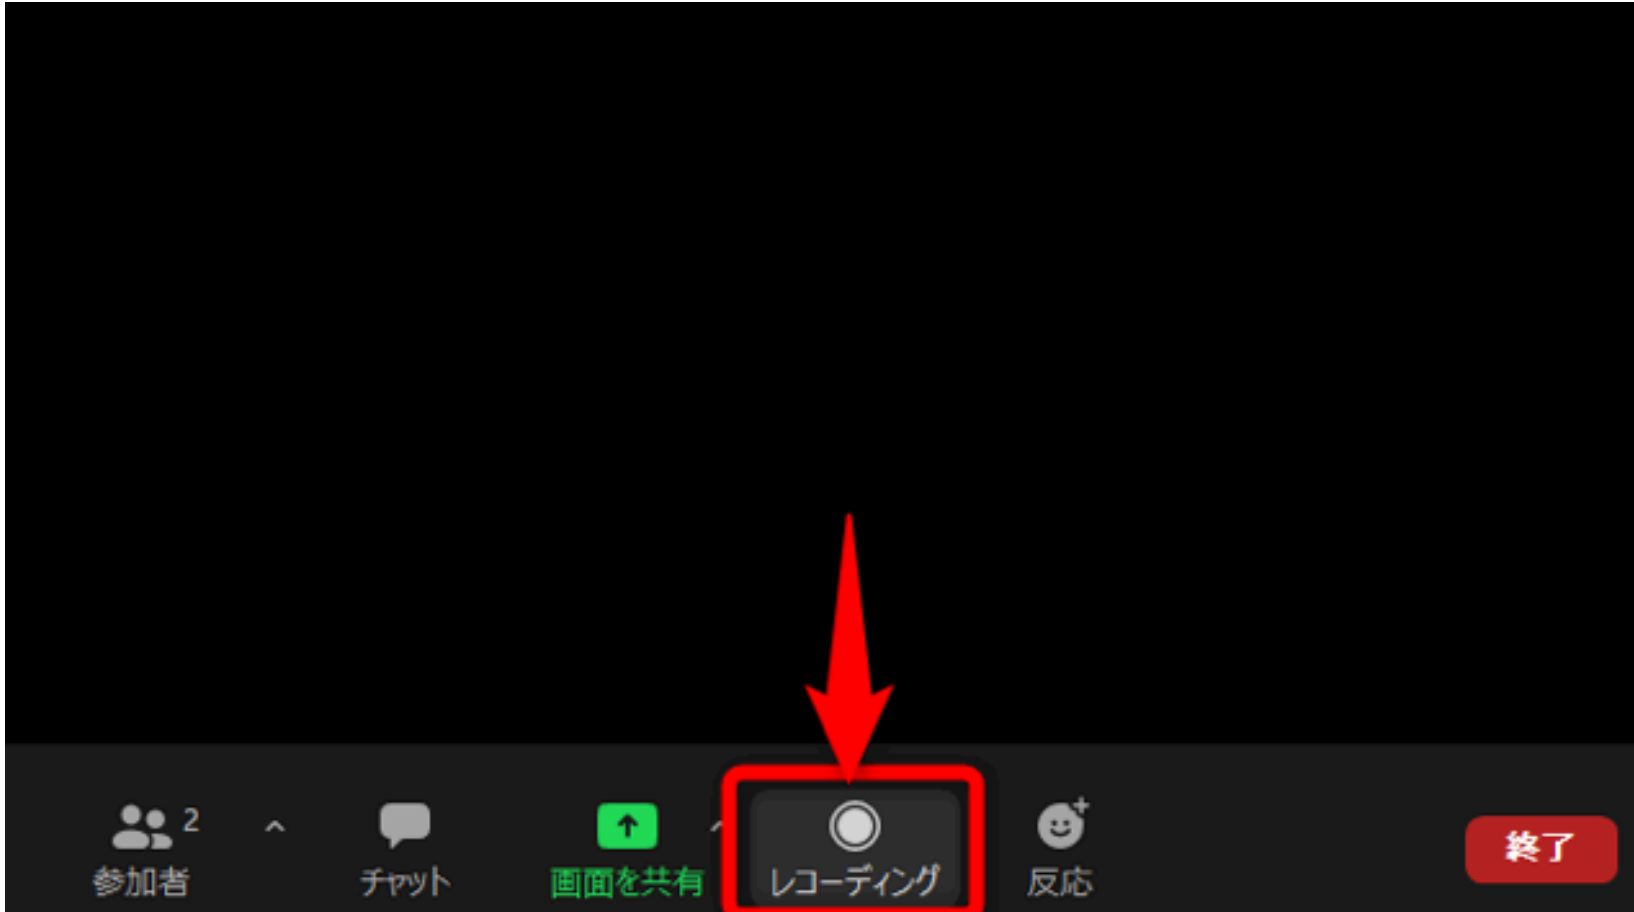 2
参加者
チャット
画面を共有
レコーディング
反応
終了